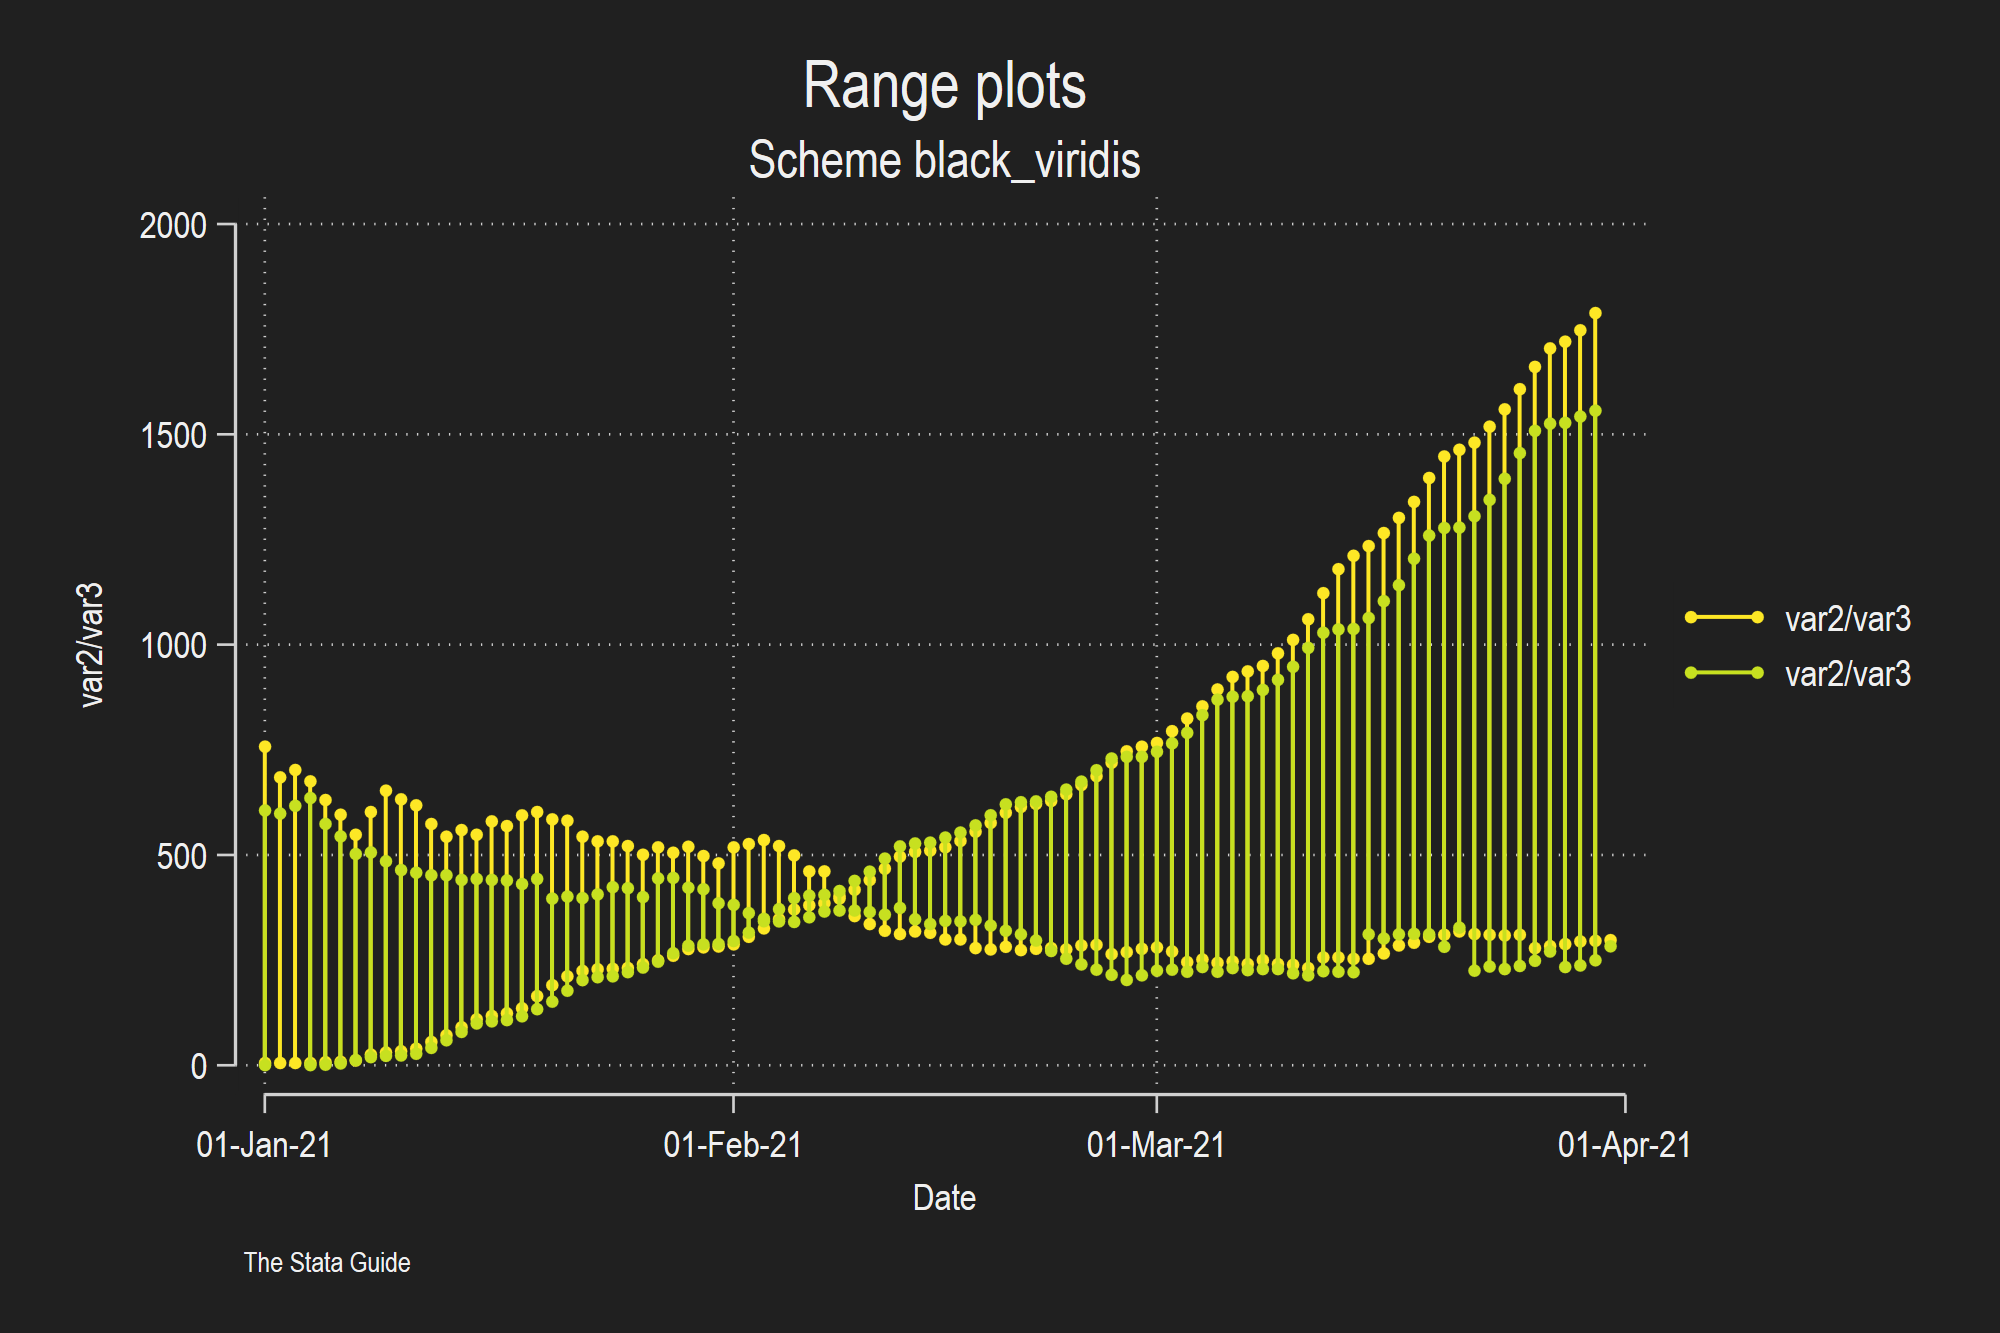 Range plots
Scheme black_viridis
2000
1500
1000
500
0
var2/var3
var2/var3
var2/var3
01-Jan-21
01-Feb-21
01-Mar-21
01-Apr-21
Date
The Stata Guide